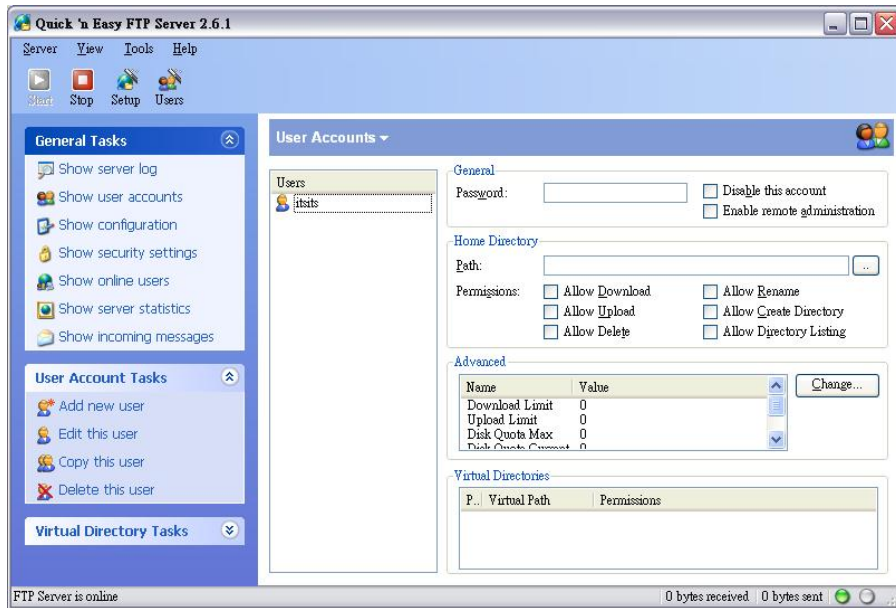 Quick 'n Easy FTP Server 2.6.1
Server View Tools Help
Start Stop Setup Users
General Tasks
Show server log
Show user accounts
Show configuration
Show security settings
Show online users
Show server statistics
Show incoming messages
User Account Tasks
Add new user
Edit this user
Copy this user
Delete this user
Virtual Directory Tasks
User Accounts
Users
itsits
General
Password:
Disable this account
Enable remote administration
Home Directory
Path:
..
Permissions:
Allow Download
Allow Rename
Allow Upload
Allow Create Directory
Allow Delete
Allow Directory Listing
Advanced
Name Value
Download Limit 0
Upload Limit 0
Disk Quota Max 0
Disk Quota Current 0
Change...
Virtual Directories
P.. Virtual Path Permissions
FTP Server is online
0 bytes received 0 bytes sent